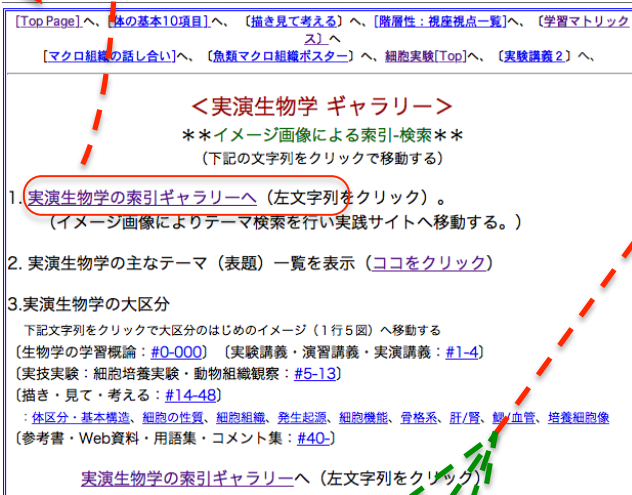 [Top Page]へ、[体の基本10項目]へ、〔描き見て考える〕へ、[階層性：視座視点一覧]へ、〔学習マトリック
ス〕へ
[マクロ組織の話し合い]へ、〔魚類マクロ組織ポスター〕へ、細胞実験[Top]へ、〔実験講義２〕へ、
＜実演生物学 ギャラリー＞
＊＊イメージ画像による索引-検索＊＊
（下記の文字列をクリックで移動する）
1. 実演生物学の索引ギャラリーへ（左文字列をクリック）。
（イメージ画像によりテーマ検索を行い実践サイトへ移動する。）
2. 実演生物学の主なテーマ（表題）一覧を表示（ココをクリック）
3.実演生物学の大区分
下記文字列をクリックで大区分のはじめのイメージ（１行５図）へ移動する
〔生物学の学習概論：#0-000〕〔実験講義・演習講義・実演講義：#1-4〕
〔実技実験：細胞培養実験・動物組織観察：#5-13〕
〔描き・見て・考える：#14-48〕
：体区分・基本構造、細胞の性質、細胞組織、発生起源、細胞機能、骨格系、肝/腎、鰓/血管、培養細胞像
〔参考書・Web資料・用語集・コメント集：#40-〕
実演生物学の索引ギャラリーへ（左文字列をクリック）